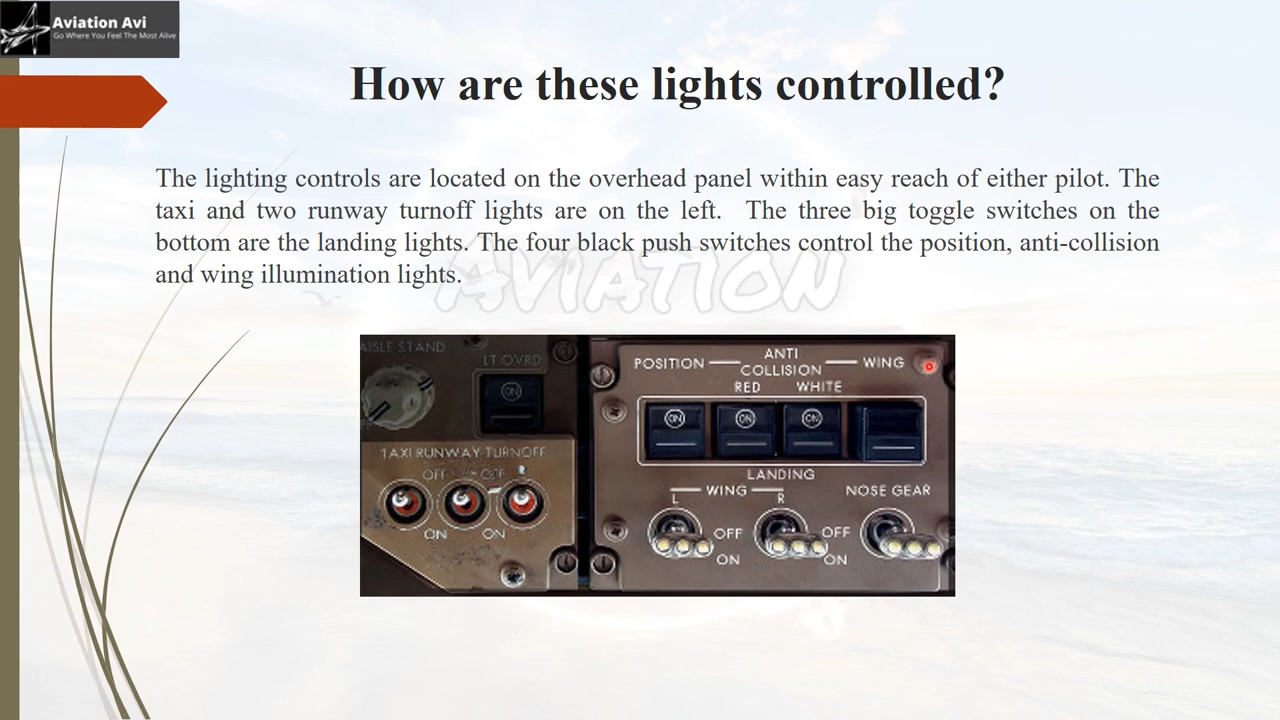 Aviation Avi
Go Where You Feel The Most Alive
How are these lights controlled?
The lighting controls are located on the overhead panel within easy reach of either pilot. The
taxi and two runway turnoff lights are on the left. The three big toggle switches on the
bottom are the landing lights. The four black push switches control the position, anti-collision
and wing illumination lights.
AVIATION
AISLE STAND
LT OVRD
ON
TAXI RUNWAY TURNOFF
OFF
R
ON ON
POSITION ANTI COLLISION WING
RED WHITE
ON ON ON
LANDING
WING NOSE GEAR
L R
OFF OFF
ON ON